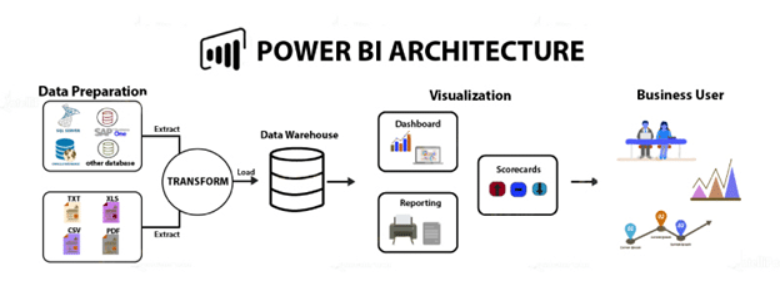 POWER BI ARCHITECTURE
Data Preparation
SAP
One
other database
Extract
TXT
XLS
CSV
PDF
Extract
TRANSFORM
Load
Data Warehouse
Visualization
Dashboard
Reporting
Scorecards
Business User